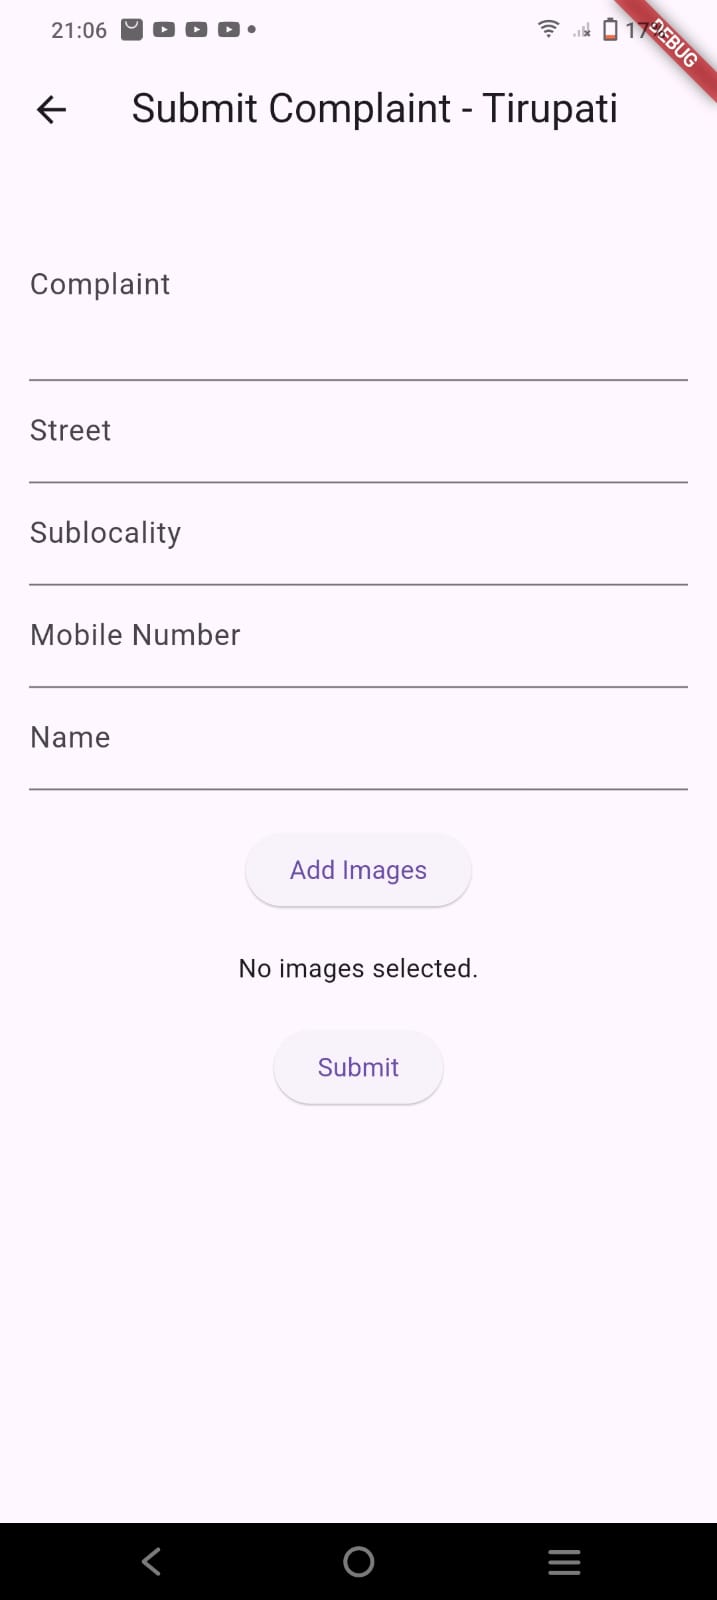 21:06
17%
DEBUG
Submit Complaint - Tirupati
Complaint
Street
Sublocality
Mobile Number
Name
Add Images
No images selected.
Submit